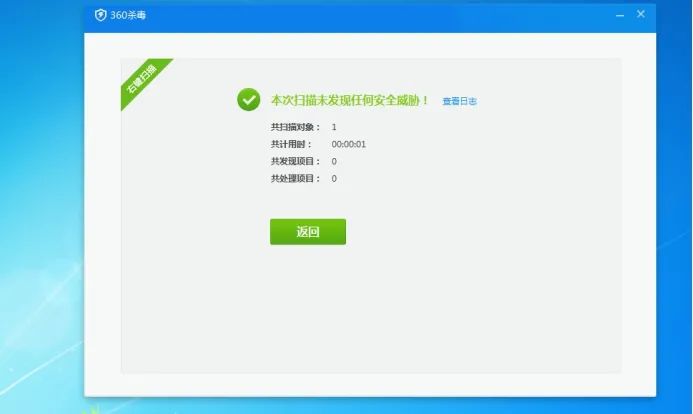 360杀毒
右键扫描
本次扫描未发现任何安全威胁！ 查看日志
共扫描对象： 1
共计用时： 00:00:01
共发现项目： 0
共处理项目： 0
返回